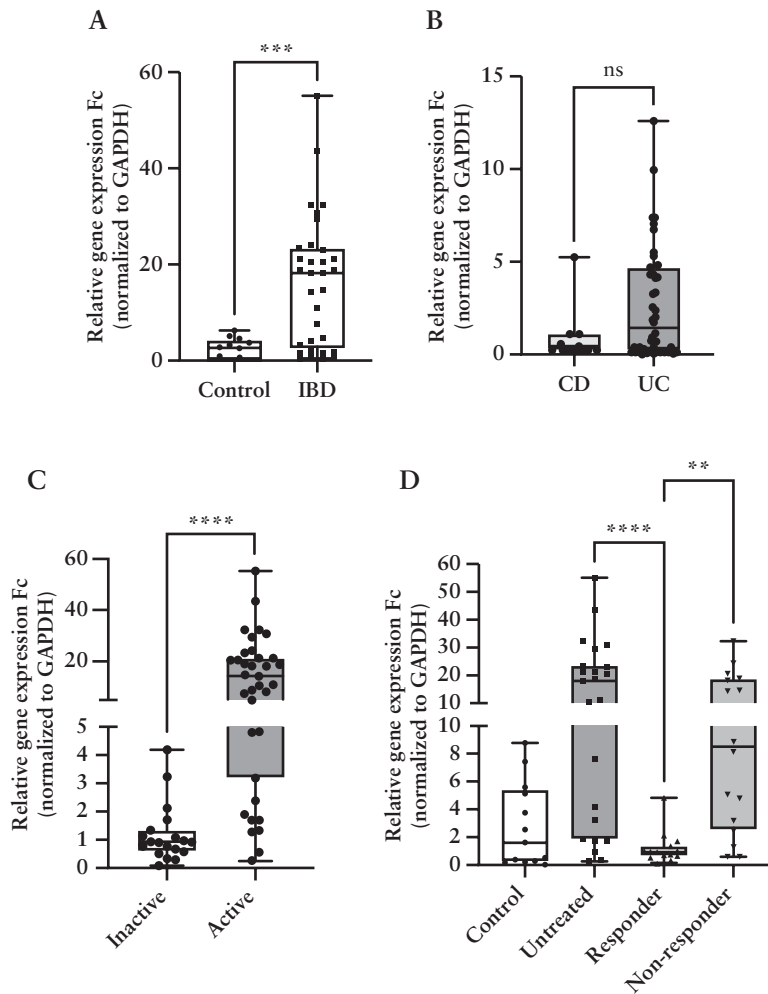 A
Relative gene expression Fc
(normalized to GAPDH)
60
40
20
0
***
Control
IBD
B
Relative gene expression Fc
(normalized to GAPDH)
15
10
5
0
ns
CD
UC
C
Relative gene expression Fc
(normalized to GAPDH)
60
40
20
5
4
3
2
1
0
****
Inactive
Active
D
Relative gene expression Fc
(normalized to GAPDH)
60
50
40
30
20
10
10
8
6
4
2
0
****
**
Control
Untreated
Responder
Non-responder